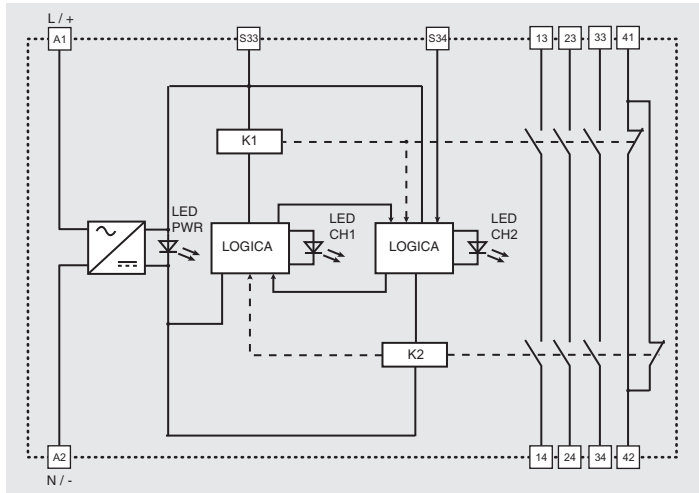 L / +
A1
S33
S34
13
23
33
41
K1
LED
PWR
LED
CH1
LED
CH2
LOGICA
LOGICA
K2
A2
14
24
34
42
N / -